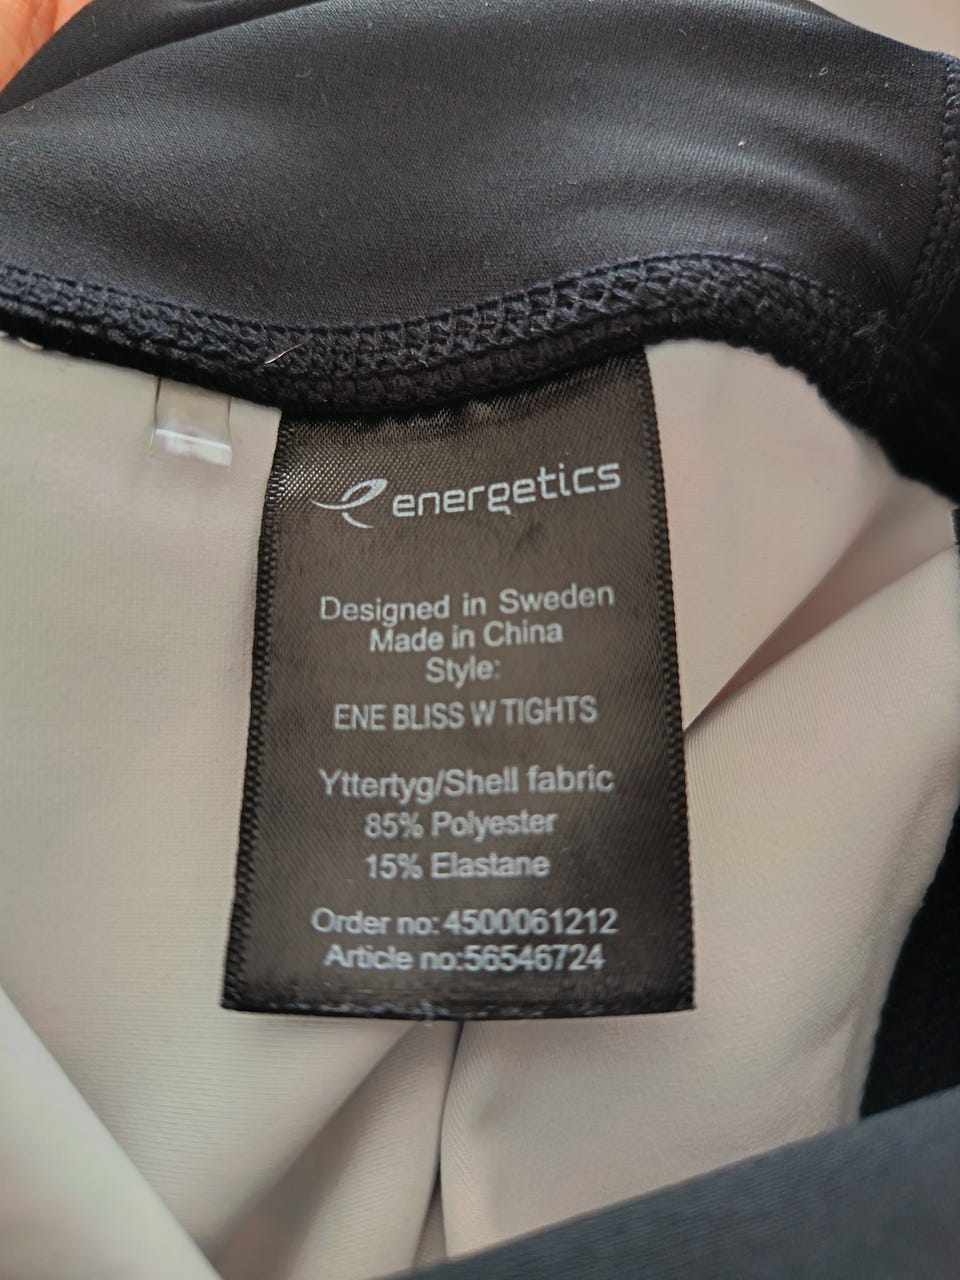 energetics
Designed in Sweden
Made in China
Style:
ENE BLISS W TIGHTS
Yttertyg/Shell fabric
85% Polyester
15% Elastane
Order no: 4500061212
Article no:56546724